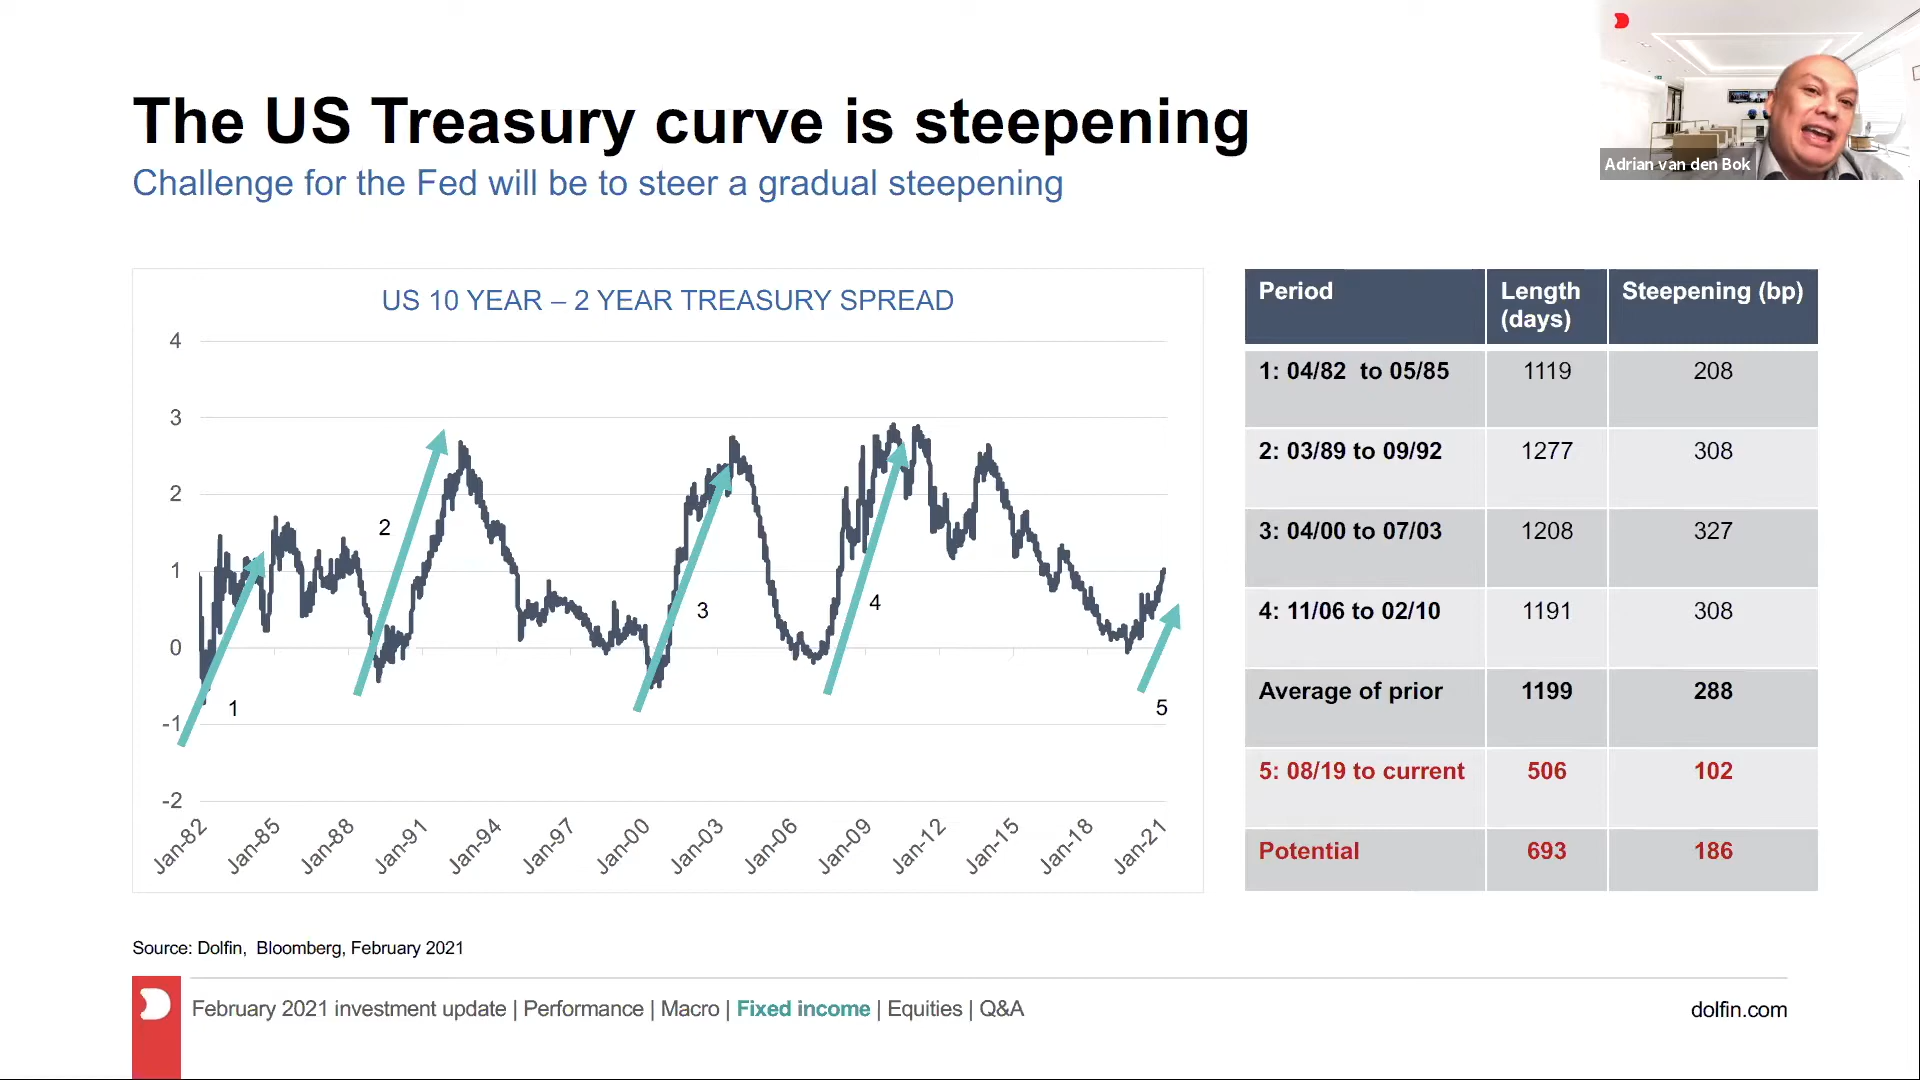 The US Treasury curve is steepening
Challenge for the Fed will be to steer a gradual steepening
Adrian van den Bok
US 10 YEAR – 2 YEAR TREASURY SPREAD
4
3
2
1
0
-1
-2
1
2
3
4
5
Jan-82
Jan-85
Jan-88
Jan-91
Jan-94
Jan-97
Jan-00
Jan-03
Jan-06
Jan-09
Jan-12
Jan-15
Jan-18
Jan-21
Period Length (days) Steepening (bp)
1: 04/82 to 05/85 1119 208
2: 03/89 to 09/92 1277 308
3: 04/00 to 07/03 1208 327
4: 11/06 to 02/10 1191 308
Average of prior 1199 288
5: 08/19 to current 506 102
Potential 693 186
Source: Dolfin, Bloomberg, February 2021
February 2021 investment update | Performance | Macro | Fixed income | Equities | Q&A
dolfin.com